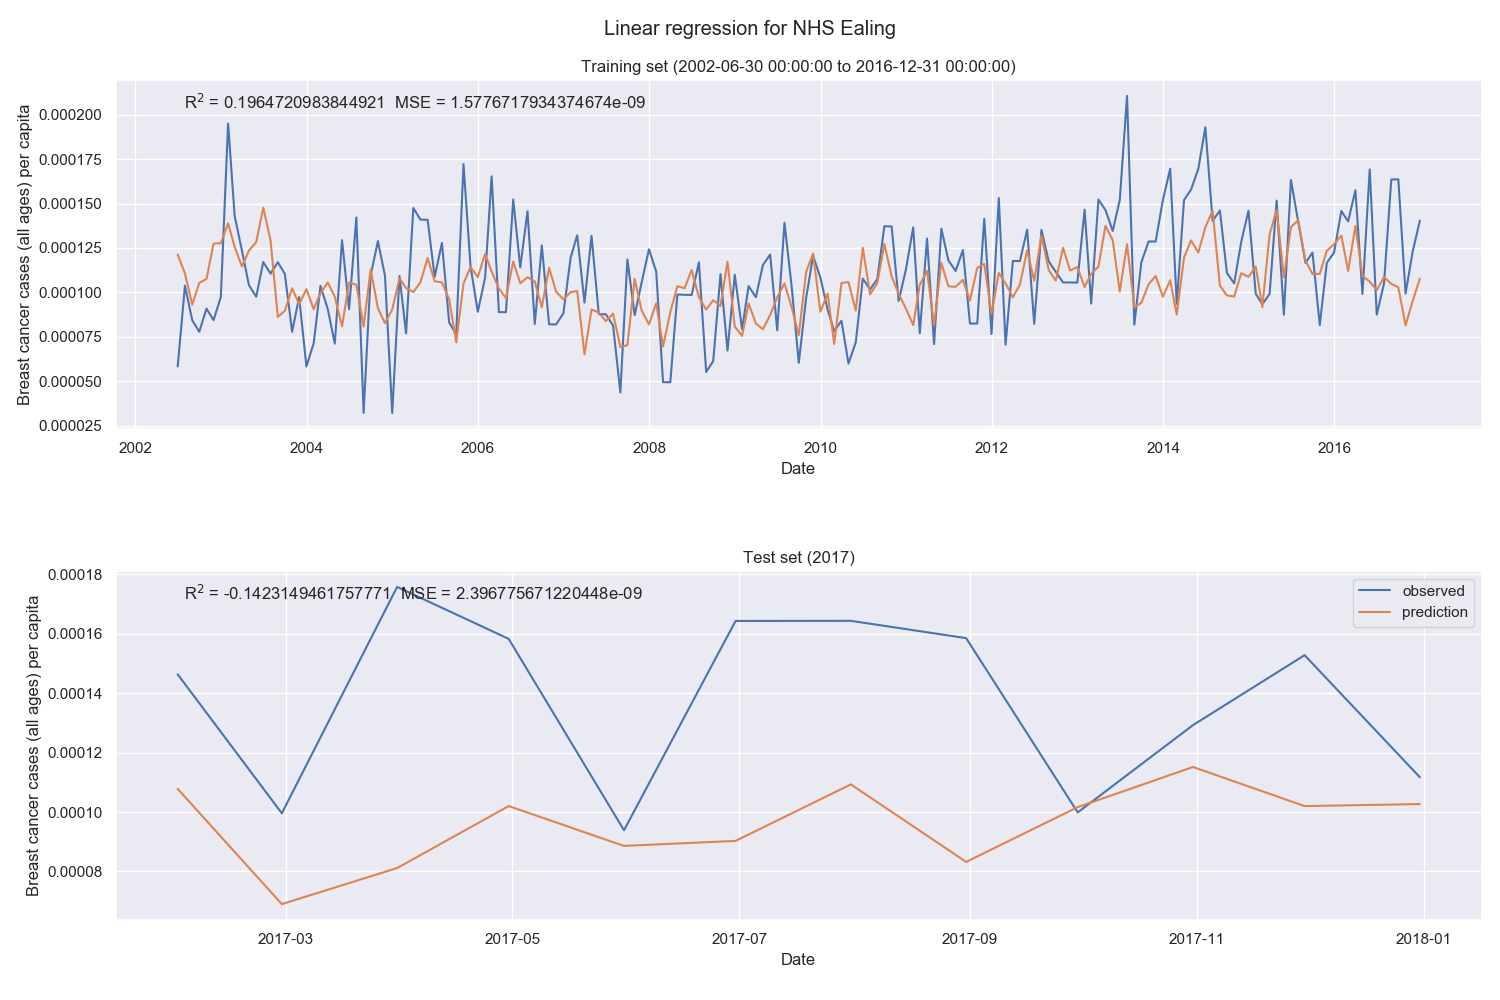 Linear regression for NHS Ealing
Training set (2002-06-30 00:00:00 to 2016-12-31 00:00:00)
R² = 0.1964720983844921 MSE = 1.5776717934374674e-09
Breast cancer cases (all ages) per capita
0.000200
0.000175
0.000150
0.000125
0.000100
0.000075
0.000050
0.000025
2002 2004 2006 2008 2010 2012 2014 2016
Date
Test set (2017)
R² = -0.1423149461757771 MSE = 2.396775671220448e-09
observed
prediction
Breast cancer cases (all ages) per capita
0.00018
0.00016
0.00014
0.00012
0.00010
0.00008
2017-03 2017-05 2017-07 2017-09 2017-11 2018-01
Date